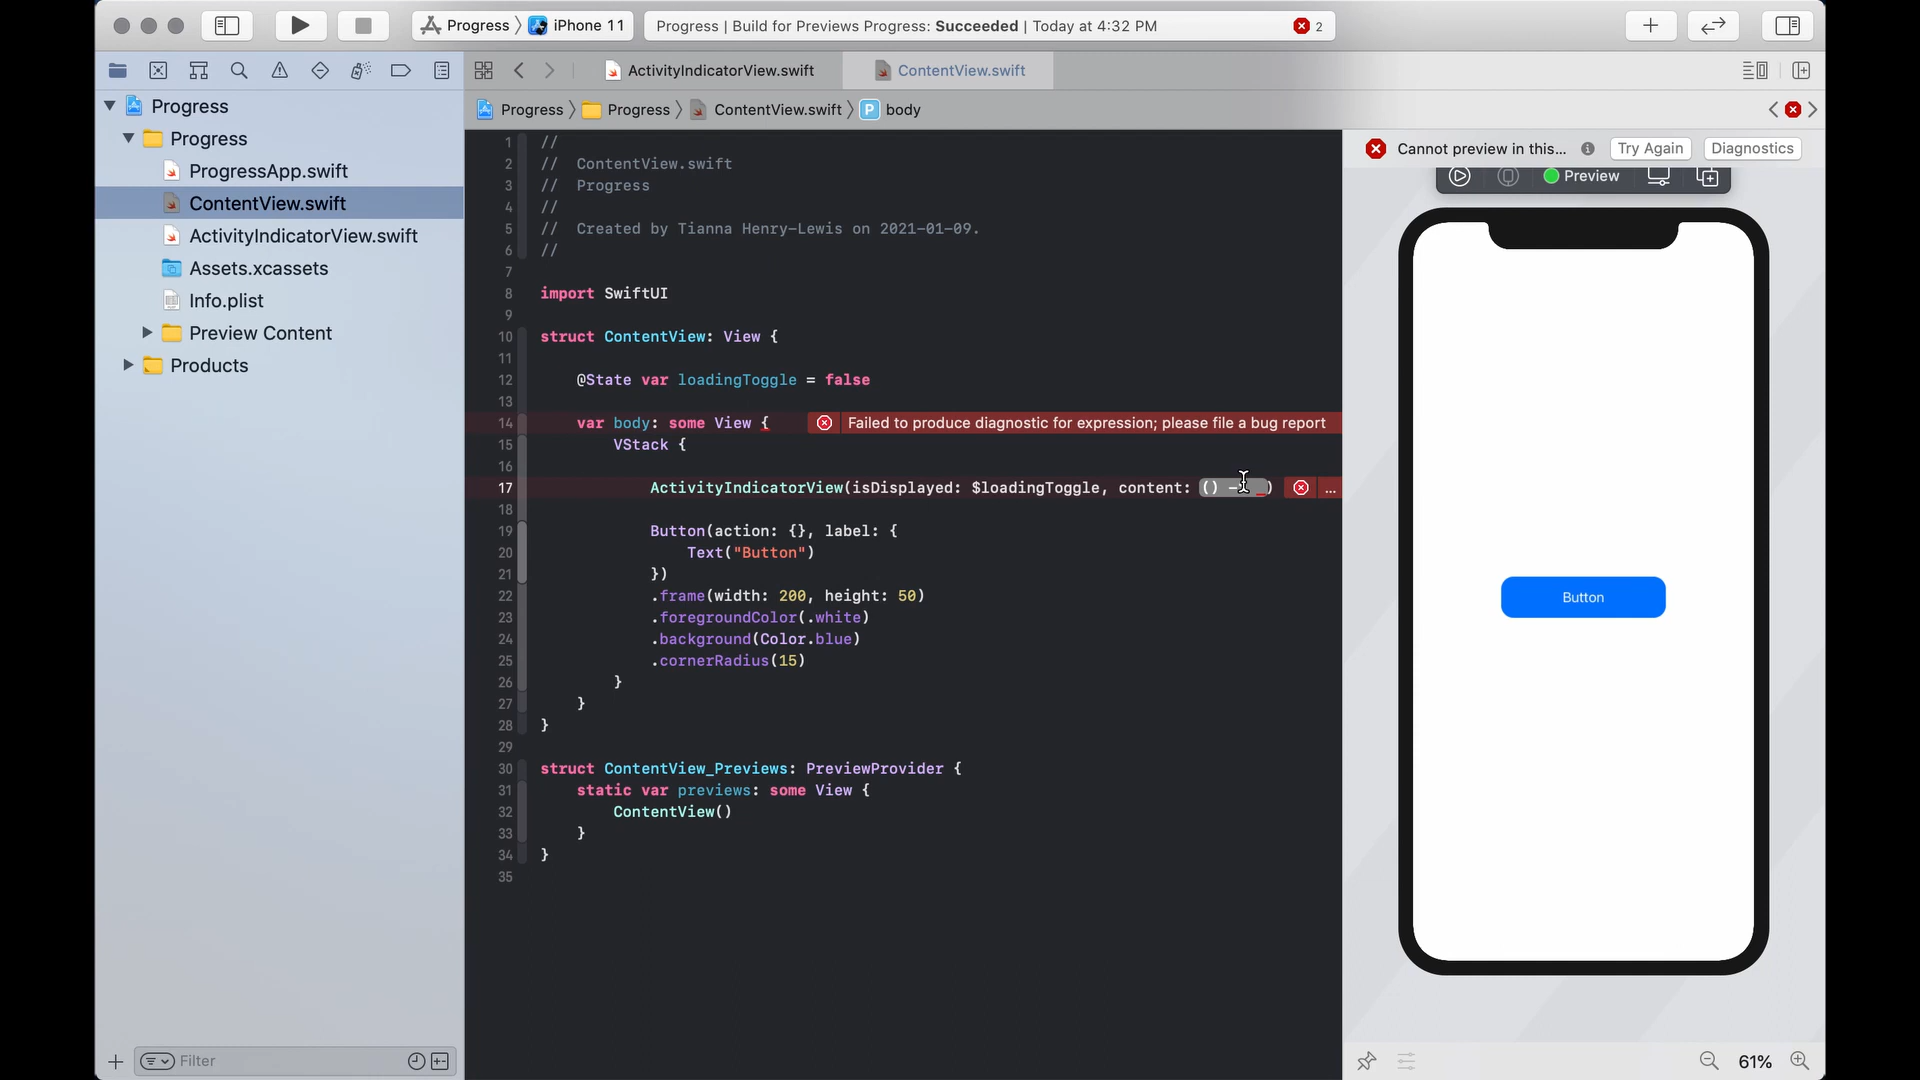 Progress 〉 iPhone 11
Progress | Build for Previews Progress: Succeeded | Today at 4:32 PM
2
ActivityIndicatorView.swift
ContentView.swift
Progress 〉 Progress 〉 ContentView.swift 〉 P body
Progress
Progress
ProgressApp.swift
ContentView.swift
ActivityIndicatorView.swift
Assets.xcassets
Info.plist
Preview Content
Products
Filter
1 //
2 //  ContentView.swift
3 //  Progress
4 //
5 //  Created by Tianna Henry-Lewis on 2021-01-09.
6 //
7
8 import SwiftUI
9
10 struct ContentView: View {
11
12     @State var loadingToggle = false
13
14     var body: some View {     Failed to produce diagnostic for expression; please file a bug report
15         VStack {
16
17             ActivityIndicatorView(isDisplayed: $loadingToggle, content: () - ) ...
18
19             Button(action: {}, label: {
20                 Text("Button")
21             })
22             .frame(width: 200, height: 50)
23             .foregroundColor(.white)
24             .background(Color.blue)
25             .cornerRadius(15)
26         }
27     }
28 }
29
30 struct ContentView_Previews: PreviewProvider {
31     static var previews: some View {
32         ContentView()
33     }
34 }
35
Cannot preview in this...
Try Again
Diagnostics
Preview
Button
61%